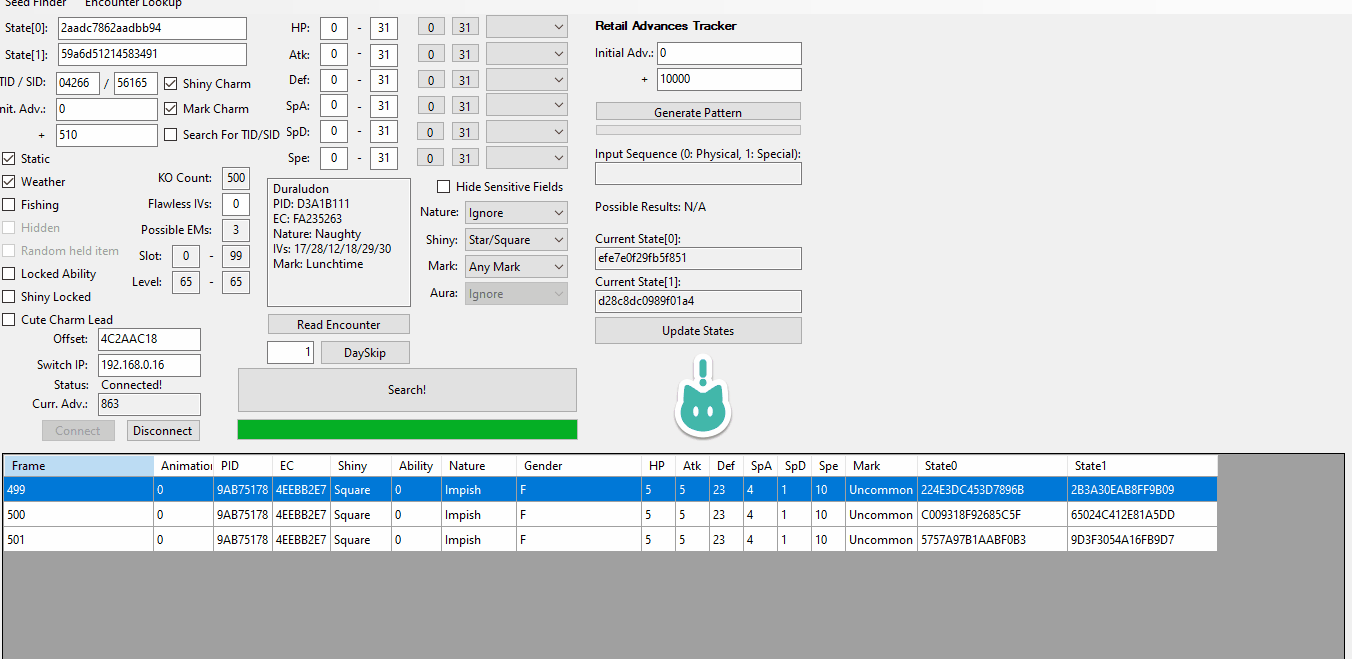 Seed Finder Encounter Lookup
State[0]: 2aadc7862aadbb94
State[1]: 59a6d51214583491
TID / SID: 04266 / 56165 Shiny Charm
nit. Adv.: 0 Mark Charm
+ 510 Search For TID/SID
Static
Weather
Fishing
Hidden
Random held item
Locked Ability
Shiny Locked
Cute Charm Lead
KO Count: 500
Flawless IVs: 0
Possible EMs: 3
Slot: 0 - 99
Level: 65 - 65
Offset: 4C2AAC18
Switch IP: 192.168.0.16
Status: Connected!
Curr. Adv.: 863
Connect Disconnect
HP: 0 - 31 0 31
Atk: 0 - 31 0 31
Def: 0 - 31 0 31
SpA: 0 - 31 0 31
SpD: 0 - 31 0 31
Spe: 0 - 31 0 31
Duraludon
PID: D3A1B111
EC: FA235263
Nature: Naughty
IVs: 17/28/12/18/29/30
Mark: Lunchtime
Read Encounter
1 DaySkip
Search!
Hide Sensitive Fields
Nature: Ignore
Shiny: Star/Square
Mark: Any Mark
Aura: Ignore
Retail Advances Tracker
Initial Adv.: 0
+ 10000
Generate Pattern
Input Sequence (0: Physical, 1: Special):
Possible Results: N/A
Current State[0]:
efe7e0f29fb5f851
Current State[1]:
d28c8dc0989f01a4
Update States
Frame Animation PID EC Shiny Ability Nature Gender HP Atk Def SpA SpD Spe Mark State0 State1
499 0 9AB75178 4EEBB2E7 Square 0 Impish F 5 5 23 4 1 10 Uncommon 224E3DC453D7896B 2B3A30EAB8FF9B09
500 0 9AB75178 4EEBB2E7 Square 0 Impish F 5 5 23 4 1 10 Uncommon C009318F92685C5F 65024C412E81A5DD
501 0 9AB75178 4EEBB2E7 Square 0 Impish F 5 5 23 4 1 10 Uncommon 5757A97B1AABF0B3 9D3F3054A16FB9D7